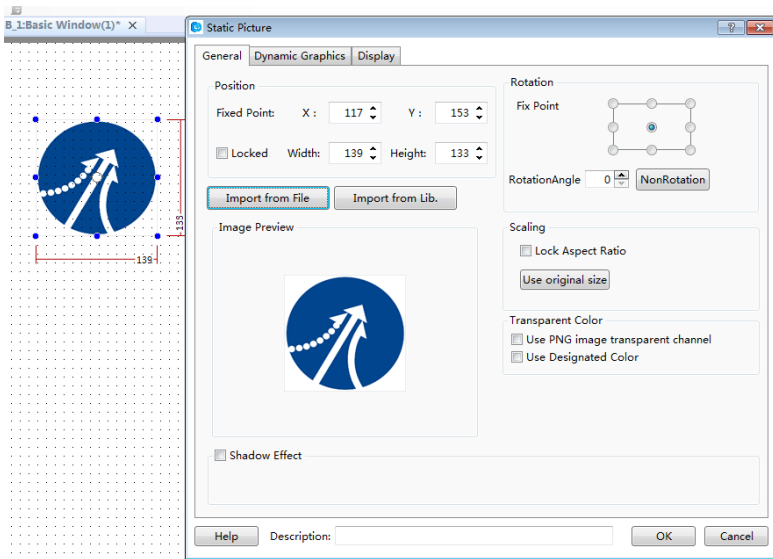 B_1:Basic Window(1)* X
Static Picture
General Dynamic Graphics Display
Position
Fixed Point: X : 117 Y : 153
Locked Width: 139 Height: 133
Import from File Import from Lib.
Image Preview
Shadow Effect
Rotation
Fix Point
RotationAngle 0 NonRotation
Scaling
Lock Aspect Ratio
Use original size
Transparent Color
Use PNG image transparent channel
Use Designated Color
133
139
Help Description: OK Cancel